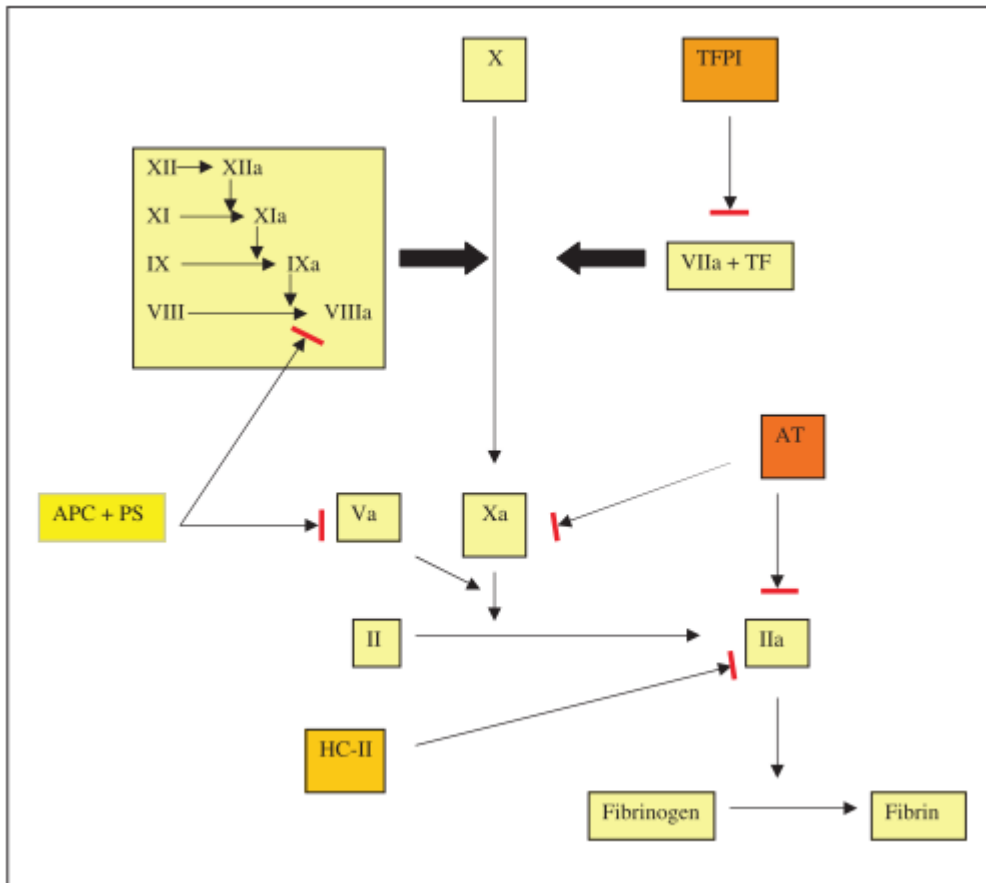 X
TFPI
XII XIIa
XI XIa
IX IXa
VIII VIIIa
VIIa + TF
AT
APC + PS
Va
Xa
II
IIa
HC-II
Fibrinogen
Fibrin